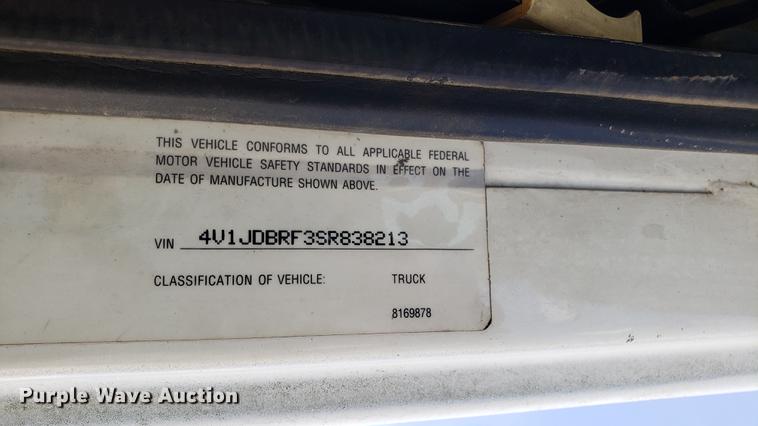 THIS VEHICLE CONFORMS TO ALL APPLICABLE FEDERAL
MOTOR VEHICLE SAFETY STANDARDS IN EFFECT ON THE
DATE OF MANUFACTURE SHOWN ABOVE.
VIN 4V1JDBRF3SR838213
CLASSIFICATION OF VEHICLE: TRUCK
8169878
Purple Wave Auction